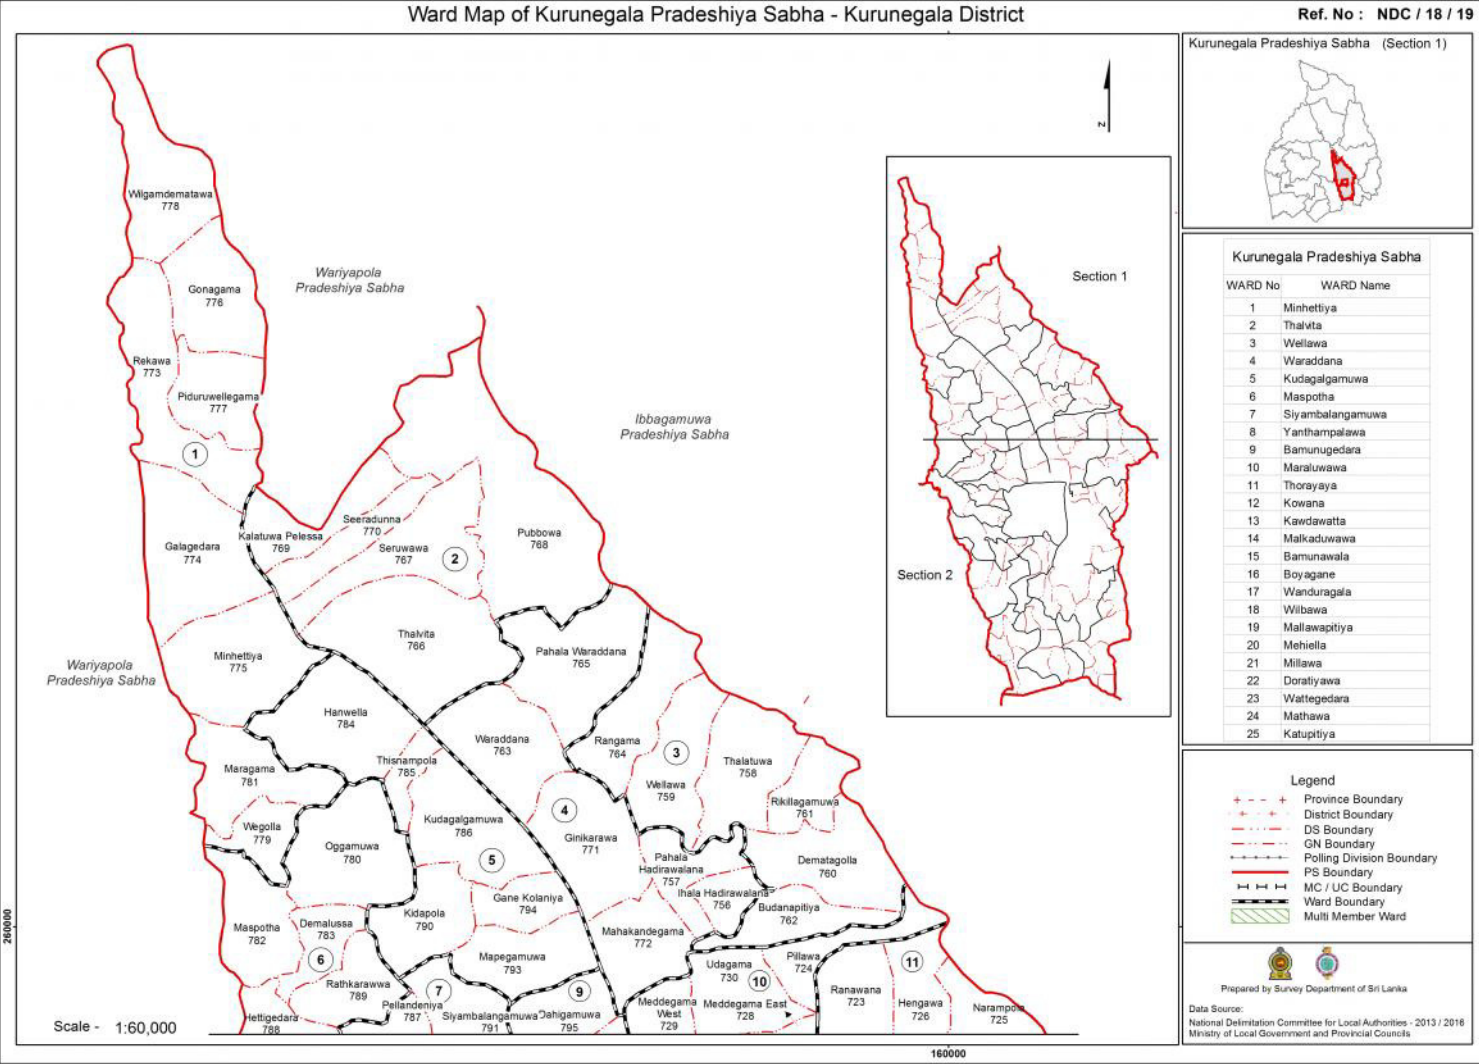 Ward Map of Kurunegala Pradeshiya Sabha - Kurunegala District
Ref. No : NDC / 18 / 19
Kurunegala Pradeshiya Sabha (Section 1)
z
Wilgamdematawa
778
Gonagama
776
Wariyapola
Pradeshiya Sabha
Rekawa
773
Piduruwellegama
777
1
Ibbagamuwa
Pradeshiya Sabha
Galagedara
774
Kalatuwa Pelessa
769
Seeradunna
770
Seruwawa
767
2
Pubbowa
768
Thalvita
766
Pahala Waraddana
765
Minhettiya
775
Wariyapola
Pradeshiya Sabha
Hanwella
784
Waraddana
763
Rangama
764
3
Thisnampola
785
Thalatuwa
758
Maragama
781
Wellawa
759
Rikillagamuwa
761
4
Kudagalgamuwa
786
Wegolla
779
Ginikarawa
771
Oggamuwa
780
5
Pahala
Hadirawalana
757
Dematagolla
760
Gane Kolaniya
794
Ihala Hadirawalana
756
Budanapitiya
762
Kidapola
790
Maspotha
782
Demalussa
783
Mahakandegama
772
6
Mapegamuwa
793
Udagama
730
Pillawa
724
11
10
Rathkarawwa
789
7
9
Ranawana
723
Pellandeniya
787
Meddegama
West
729
Meddegama East
728
Hengawa
726
Narampola
725
Hettigedara
788
Siyambalangamuwa
791
Dahigamuwa
795
Scale - 1:60,000
260000
160000
Section 1
Section 2
Kurunegala Pradeshiya Sabha
WARD No WARD Name
1 Minhettiya
2 Thalvita
3 Wellawa
4 Waraddana
5 Kudagalgamuwa
6 Maspotha
7 Siyambalangamuwa
8 Yanthampalawa
9 Bamunugedara
10 Maraluwawa
11 Thorayaya
12 Kowana
13 Kawdawatta
14 Malkaduwawa
15 Bamunawala
16 Boyagane
17 Wanduragala
18 Wilbawa
19 Mallawapitiya
20 Mehiella
21 Millawa
22 Doratiyawa
23 Wattegedara
24 Mathawa
25 Katupitiya
Legend
Province Boundary
District Boundary
DS Boundary
GN Boundary
Polling Division Boundary
PS Boundary
MC / UC Boundary
Ward Boundary
Multi Member Ward
Prepared by Survey Department of Sri Lanka
Data Source:
National Delimitation Committee for Local Authorities - 2013 / 2016
Ministry of Local Government and Provincial Councils